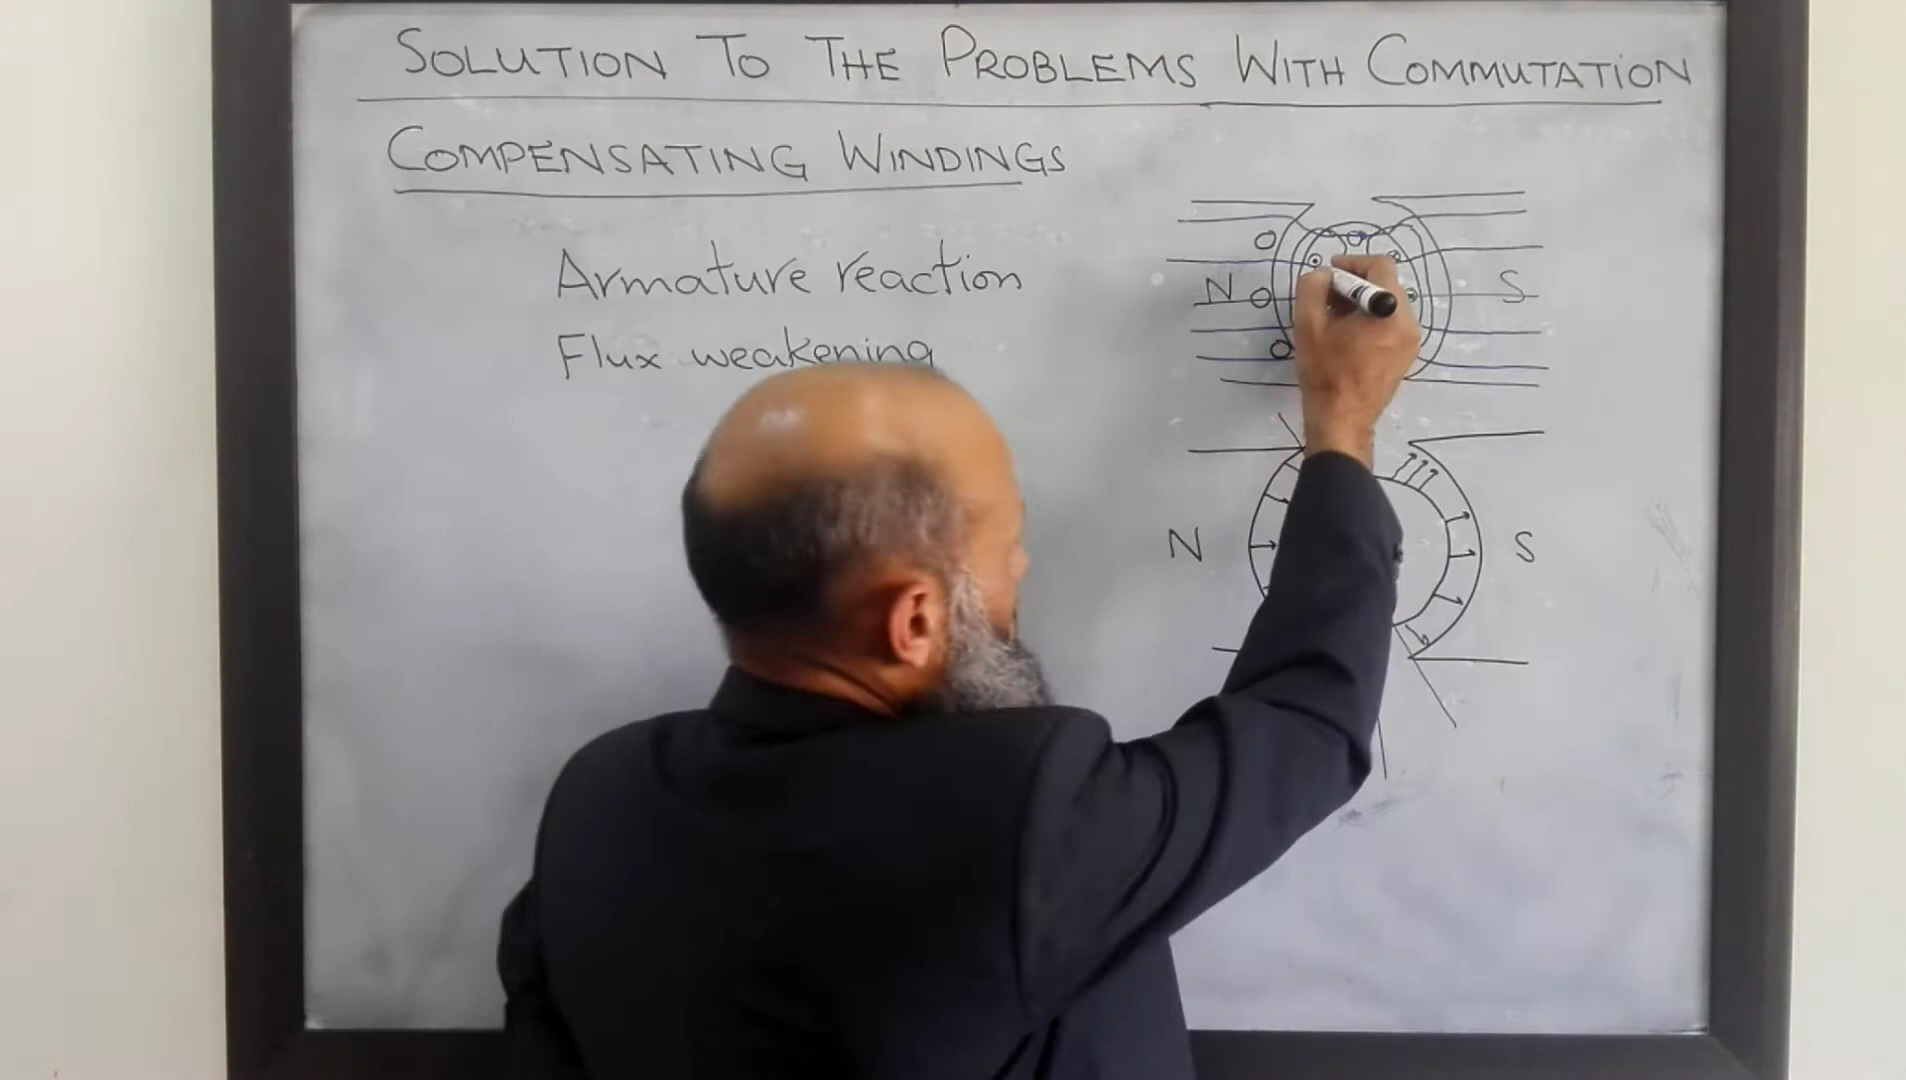 SOLUTION TO THE PROBLEMS WITH COMMUTATION
COMPENSATING WINDINGS
Armature reaction
Flux weakening
N S
N S